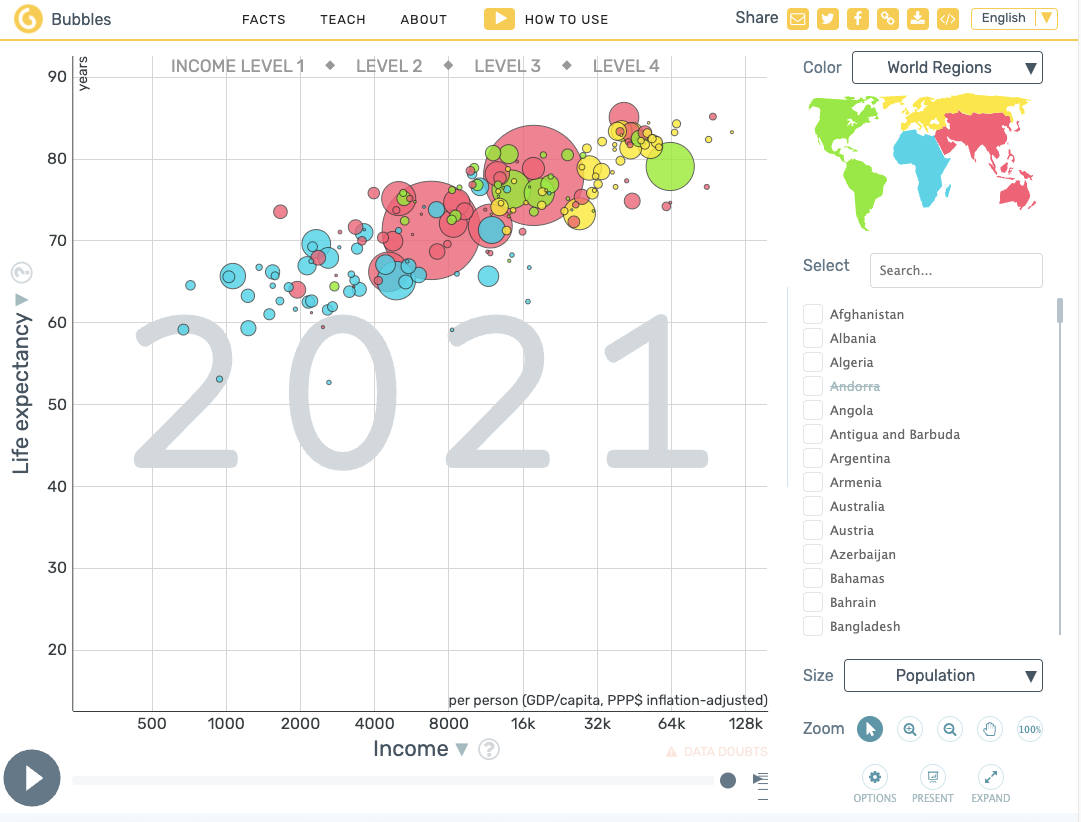 Bubbles FACTS TEACH ABOUT HOW TO USE Share English
INCOME LEVEL 1 LEVEL 2 LEVEL 3 LEVEL 4
Color World Regions
years
90
80
70
60
50
40
30
20
Life expectancy ?
2021
per person (GDP/capita, PPP$ inflation-adjusted)
500 1000 2000 4000 8000 16k 32k 64k 128k
Income ?
DATA DOUBTS
Select Search...
Afghanistan
Albania
Algeria
Andorra
Angola
Antigua and Barbuda
Argentina
Armenia
Australia
Austria
Azerbaijan
Bahamas
Bahrain
Bangladesh
Size Population
Zoom 100%
OPTIONS PRESENT EXPAND